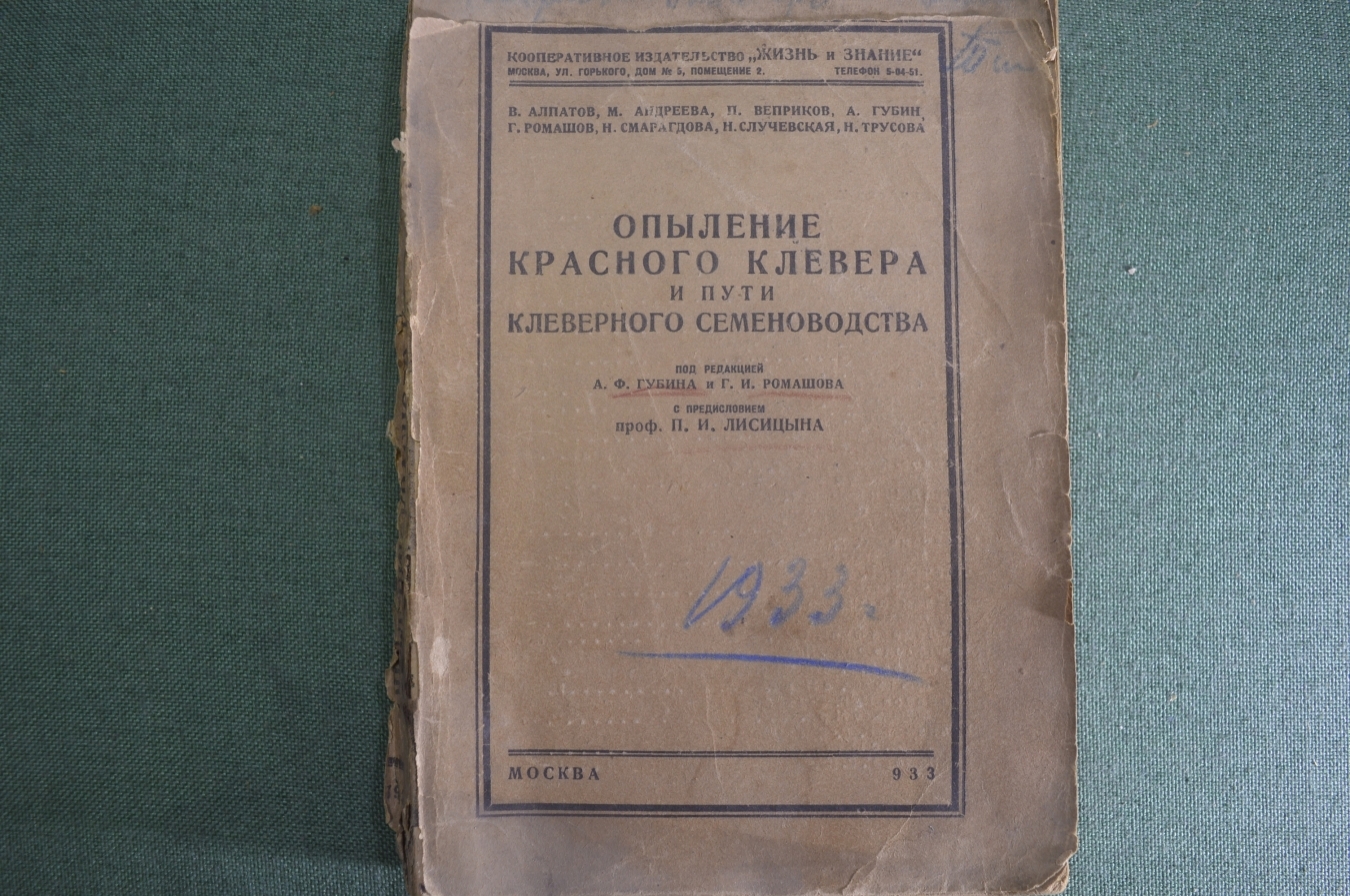 КООПЕРАТИВНОЕ ИЗДАТЕЛЬСТВО „ЖИЗНЬ и ЗНАНИЕ“
МОСКВА, УЛ. ГОРЬКОГО, ДОМ № 5, ПОМЕЩЕНИЕ 2. ТЕЛЕФОН 5-84-51.
В. АЛПАТОВ, М. АНДРЕЕВА, П. ВЕПРИКОВ, А. ГУБИН,
Г. РОМАШОВ, Н. СМАРАГДОВА, Н. СЛУЧЕВСКАЯ, Н. ТРУСОВА
ОПЫЛЕНИЕ
КРАСНОГО КЛЕВЕРА
И ПУТИ
КЛЕВЕРНОГО СЕМЕНОВОДСТВА
ПОД РЕДАКЦИЕЙ
А. Ф. ГУБИНА и Г. И. РОМАШОВА
С ПРЕДИСЛОВИЕМ
проф. П. И. ЛИСИЦЫНА
1933 г.
МОСКВА 933